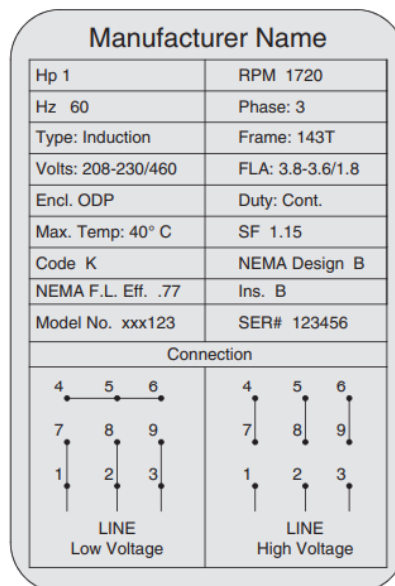 Manufacturer Name
Hp 1 RPM 1720
Hz 60 Phase: 3
Type: Induction Frame: 143T
Volts: 208-230/460 FLA: 3.8-3.6/1.8
Encl. ODP Duty: Cont.
Max. Temp: 40° C SF 1.15
Code K NEMA Design B
NEMA F.L. Eff. .77 Ins. B
Model No. xxx123 SER# 123456
Connection
4 5 6 4 5 6
7 8 9 7 8 9
1 2 3 1 2 3
LINE LINE
Low Voltage High Voltage